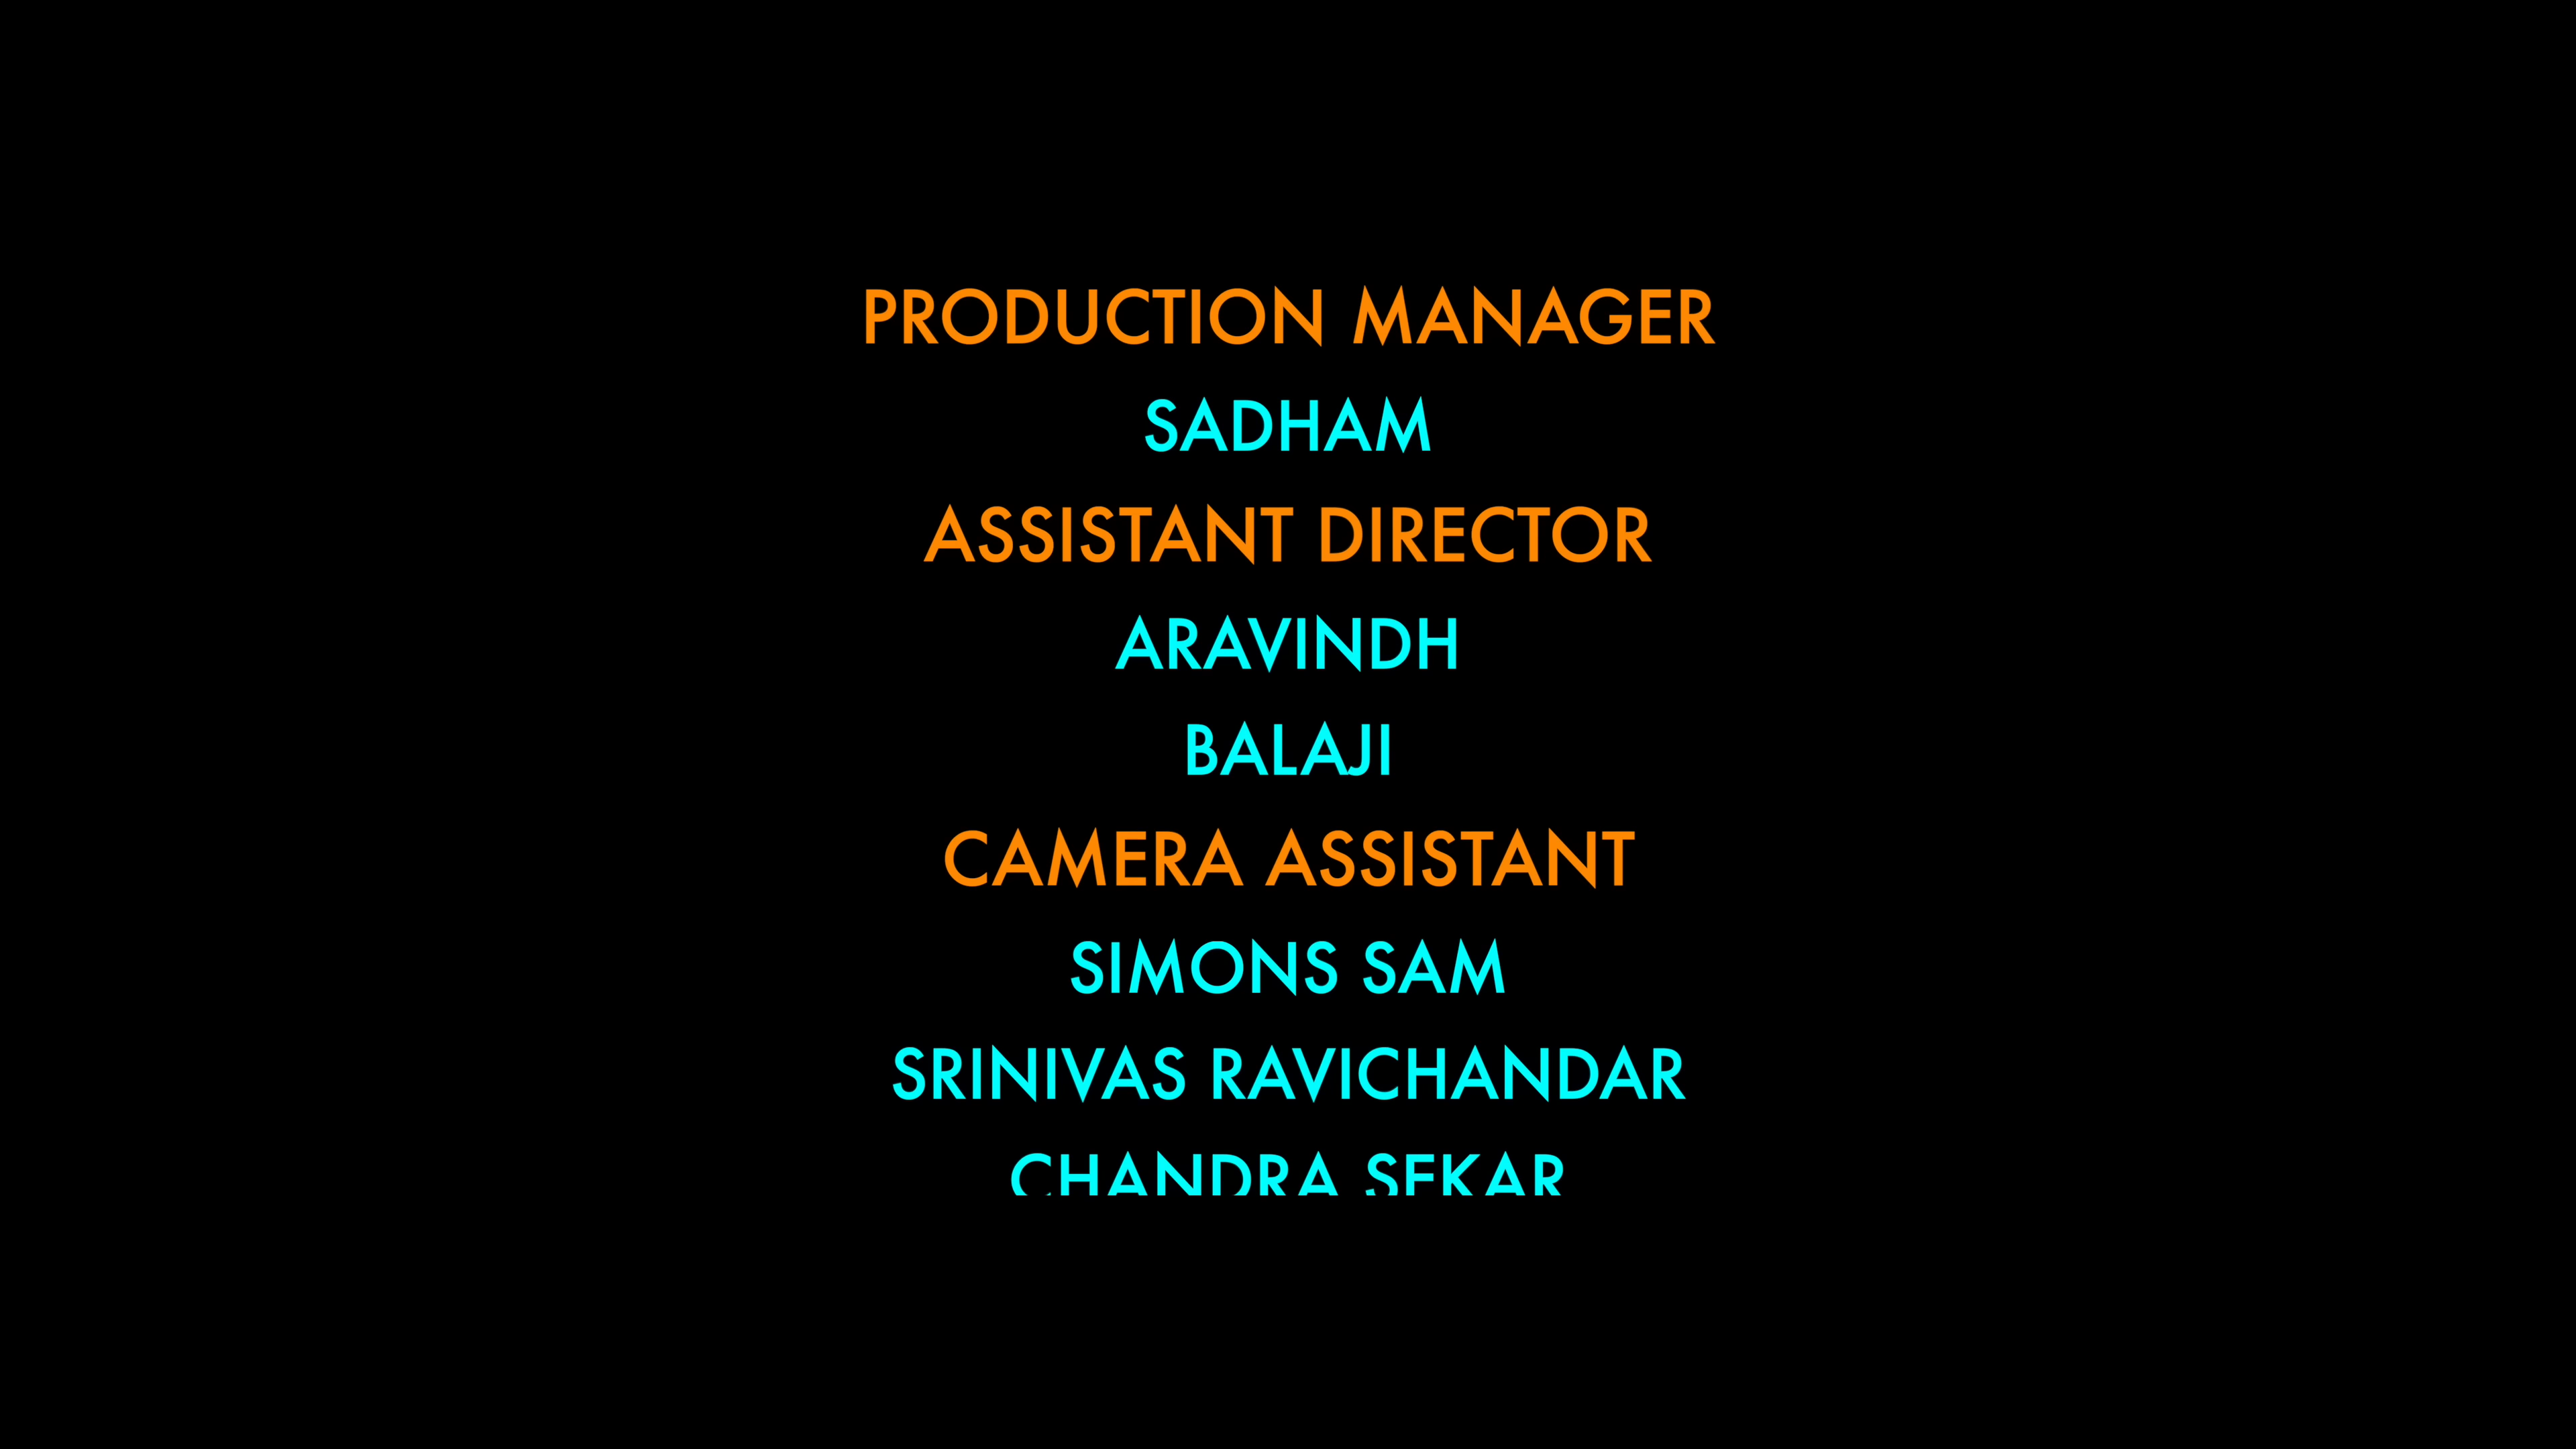 PRODUCTION MANAGER
SADHAM
ASSISTANT DIRECTOR
ARAVINDH
BALAJI
CAMERA ASSISTANT
SIMONS SAM
SRINIVAS RAVICHANDAR
CHANDRA SEKAR